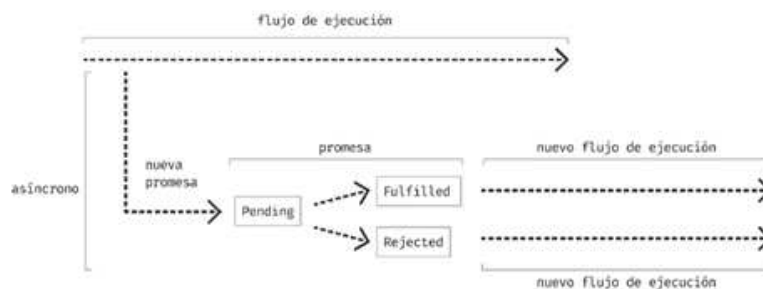 flujo de ejecución
promesa
nuevo flujo de ejecución
nueva
promesa
asíncrono
Fulfilled
Pending
Rejected
nuevo flujo de ejecución